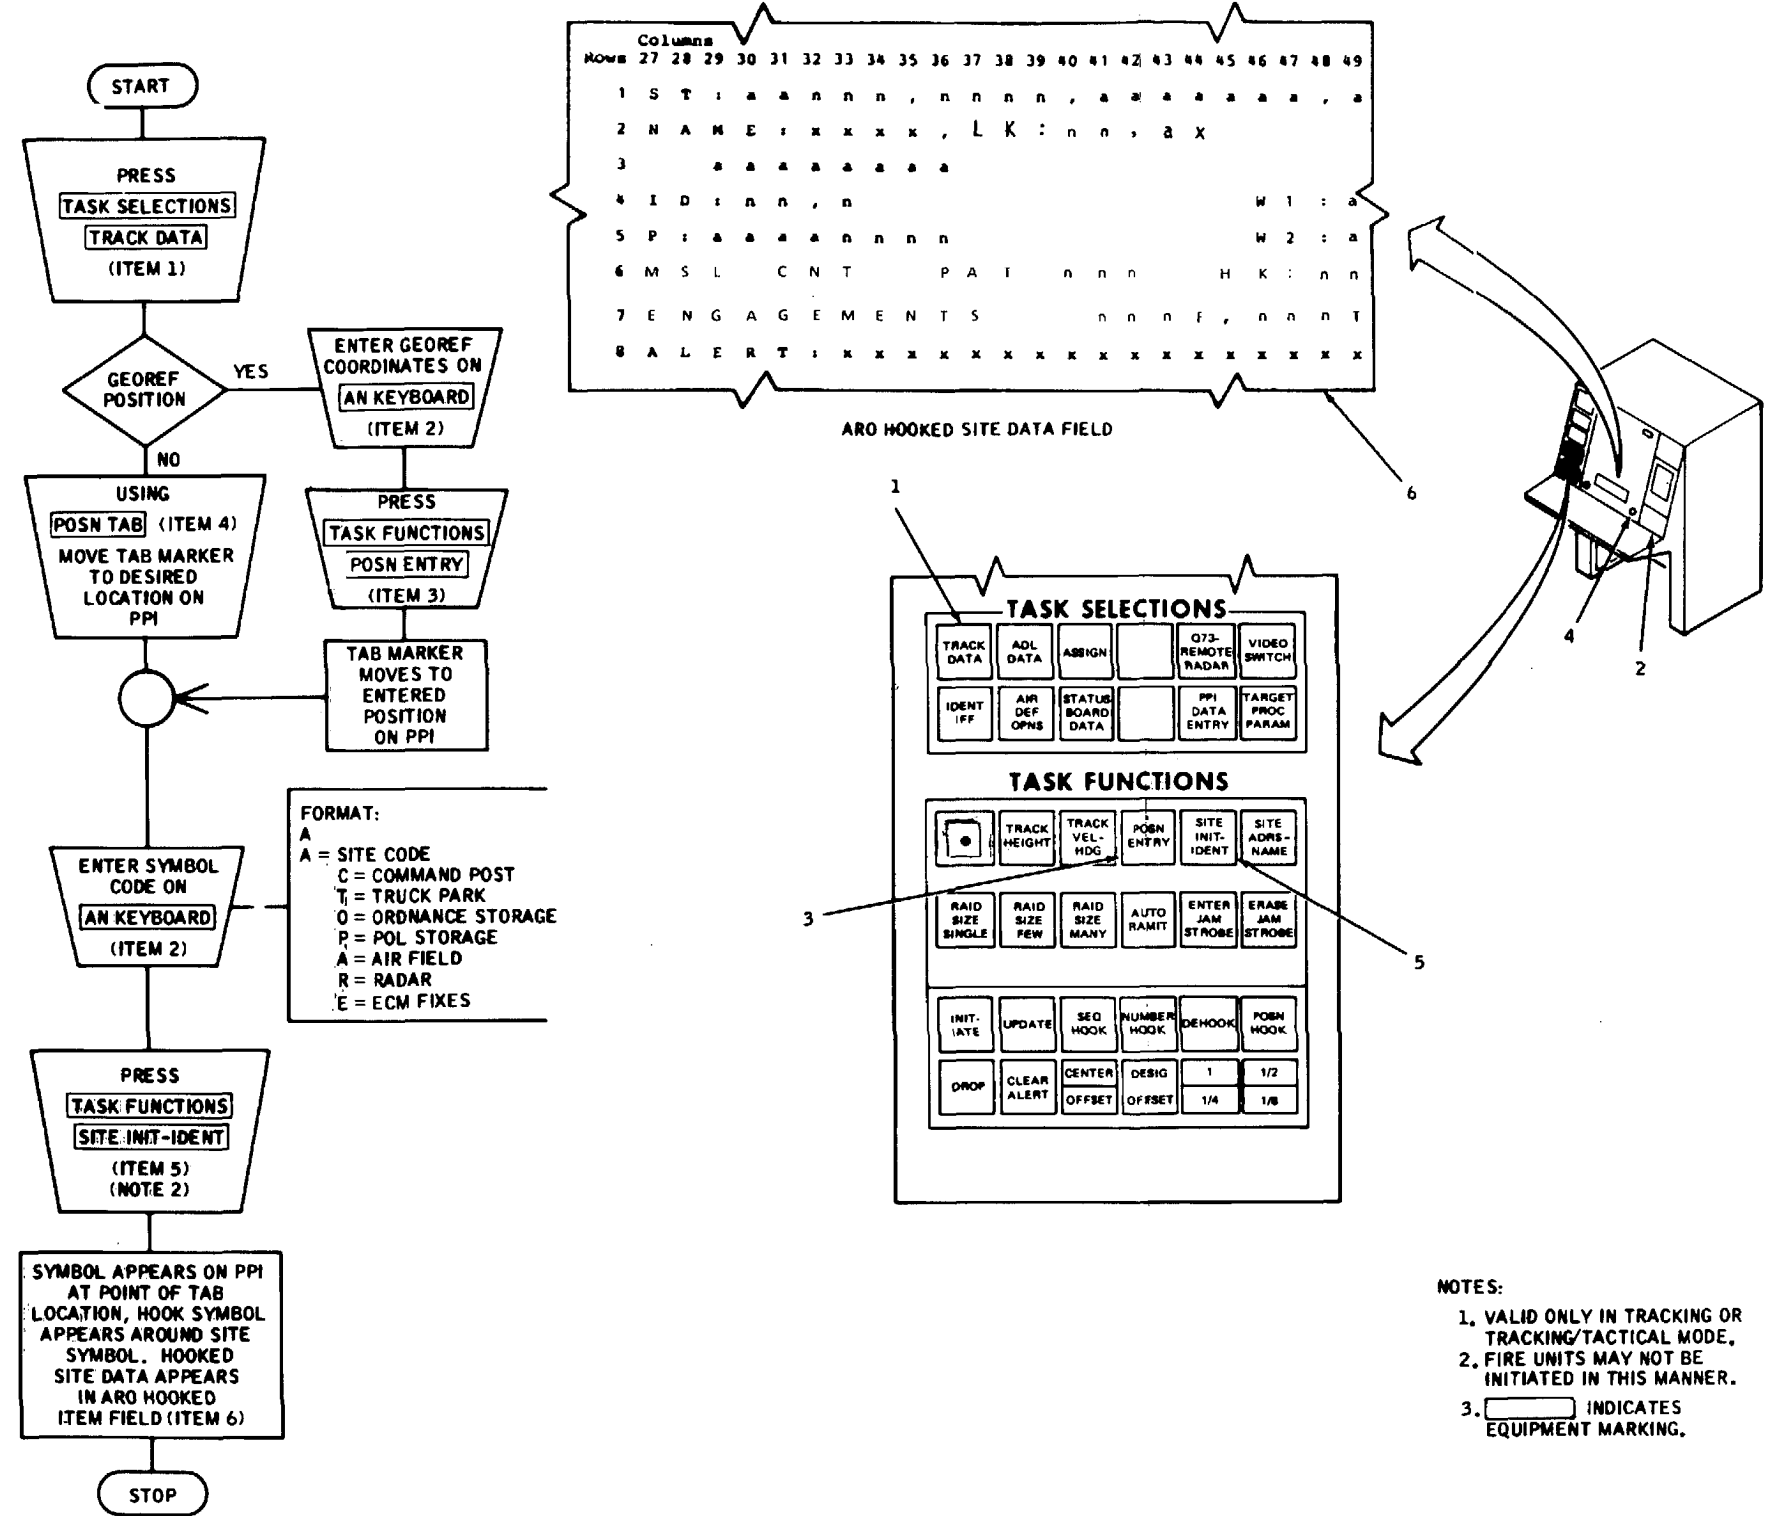 START
PRESS
TASK SELECTIONS
TRACK DATA
(ITEM 1)
GEOREF
POSITION
YES
NO
ENTER GEOREF
COORDINATES ON
AN KEYBOARD
(ITEM 2)
PRESS
TASK FUNCTIONS
POSN ENTRY
(ITEM 3)
TAB MARKER
MOVES TO
ENTERED
POSITION
ON PPI
USING
POSN TAB (ITEM 4)
MOVE TAB MARKER
TO DESIRED
LOCATION ON
PPI
ENTER SYMBOL
CODE ON
AN KEYBOARD
(ITEM 2)
FORMAT:
A
A = SITE CODE
C = COMMAND POST
T = TRUCK PARK
O = ORDNANCE STORAGE
P = POL STORAGE
A = AIR FIELD
R = RADAR
E = ECM FIXES
PRESS
TASK FUNCTIONS
SITE INIT-IDENT
(ITEM 5)
(NOTE 2)
SYMBOL APPEARS ON PPI
AT POINT OF TAB
LOCATION, HOOK SYMBOL
APPEARS AROUND SITE
SYMBOL. HOOKED
SITE DATA APPEARS
IN ARO HOOKED
ITEM FIELD (ITEM 6)
STOP
Columns
Rows 27 28 29 30 31 32 33 34 35 36 37 38 39 40 41 42 43 44 45 46 47 48 49
1 S T : a a n n n , n n n n , a a a a a a a , a
2 N A M E : x x x x , L K : n n , a x
3 a a a a a a a a
4 I D : n n , n W 1 : a
5 P : a a a a n n n n W 2 : a
6 M S L C N T P A T n n n H K : n n
7 E N G A G E M E N T S n n n F , n n n T
8 A L E R T : x x x x x x x x x x x x x x x x x
ARO HOOKED SITE DATA FIELD
6
1
4
2
TASK SELECTIONS
TRACK DATA
ADL DATA
ASSIGN
Q73-REMOTE RADAR
VIDEO SWITCH
IDENT IFF
AIR DEF OPNS
STATUS BOARD DATA
PPI DATA ENTRY
TARGET PROC PARAM
TASK FUNCTIONS
TRACK HEIGHT
TRACK VEL-HDG
POSN ENTRY
SITE INIT-IDENT
SITE ADRS-NAME
3
5
RAID SIZE SINGLE
RAID SIZE FEW
RAID SIZE MANY
AUTO RAMIT
ENTER JAM STROBE
ERASE JAM STROBE
INIT-IATE
UPDATE
SEQ HOOK
NUMBER HOOK
DEHOOK
POSN HOOK
DROP
CLEAR ALERT
CENTER OFFSET
DESIG OFFSET
1 1/4
1/2 1/8
NOTES:
1. VALID ONLY IN TRACKING OR
TRACKING/TACTICAL MODE.
2. FIRE UNITS MAY NOT BE
INITIATED IN THIS MANNER.
3. INDICATES
EQUIPMENT MARKING.